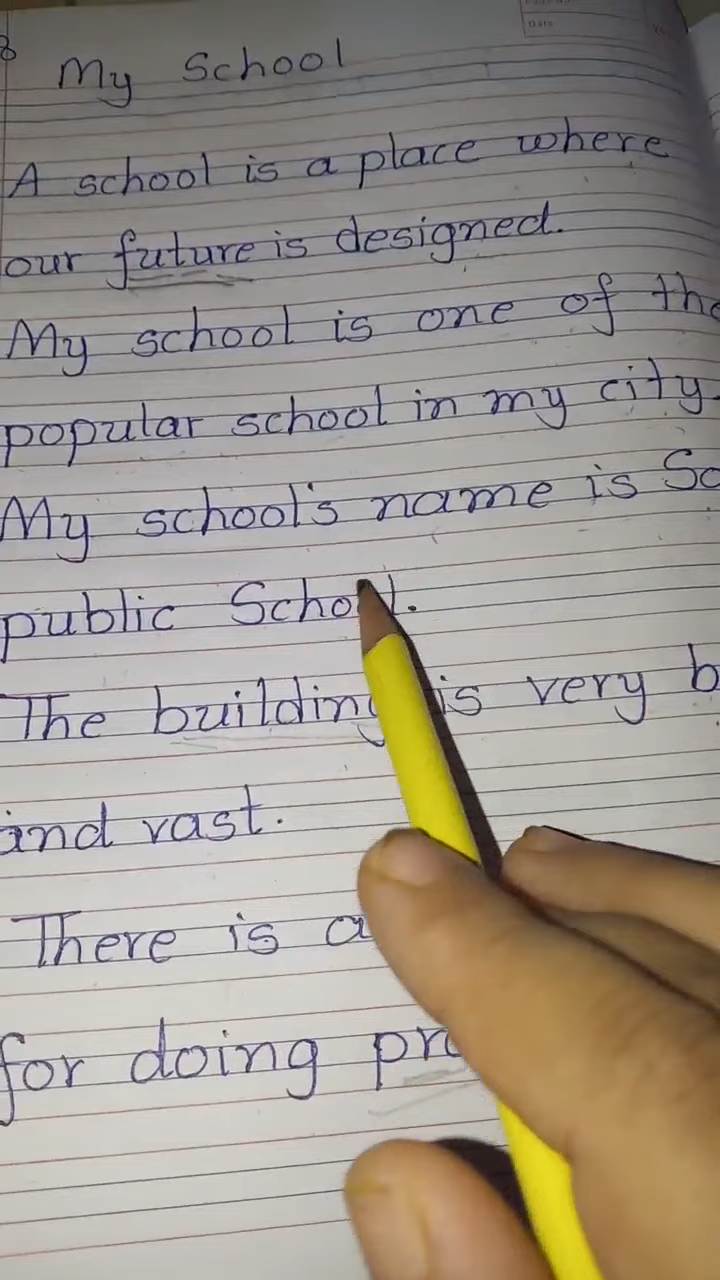 My School
A school is a place where
our future is designed.
My school is one of the
popular school in my city.
My school's name is
public School.
The building is very
and vast.
There is a
for doing
Date